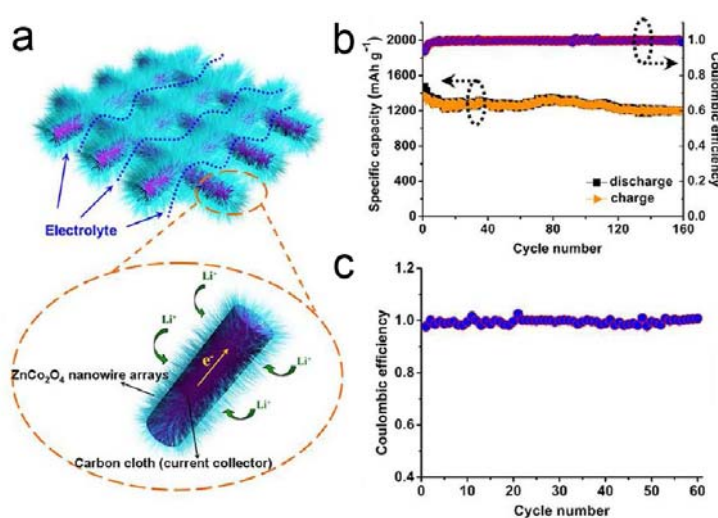 a
Electrolyte
Li⁺
Li⁺
Li⁺
Li⁺
e⁻
ZnCo₂O₄ nanowire arrays
Carbon cloth (current collector)
b
Specific capacity (mAh g⁻¹)
2000
1600
1200
800
400
0
1.0
0.8
0.6
0.4
0.2
0.0
Coulombic efficiency
discharge
charge
0 40 80 120 160
Cycle number
c
Coulombic efficiency
1.2
1.0
0.8
0.6
0.4
0 10 20 30 40 50 60
Cycle number